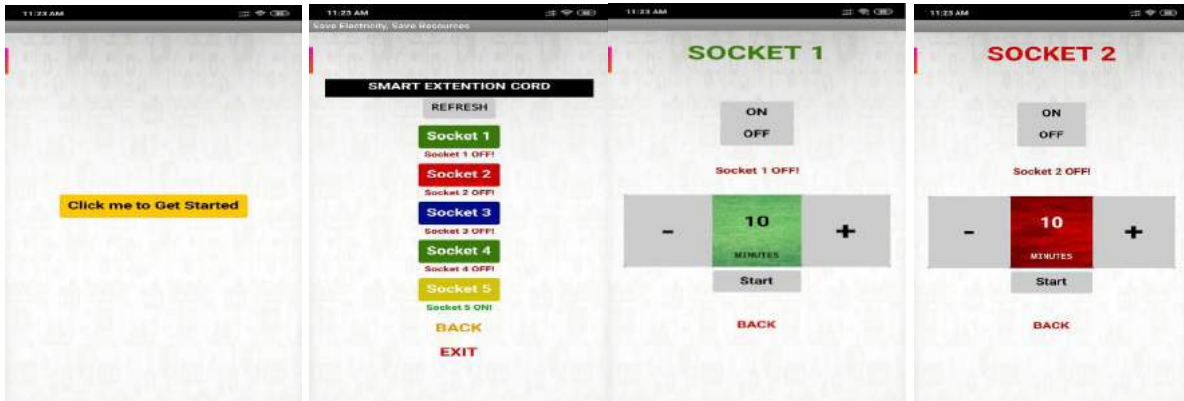 11:23 AM
Click me to Get Started
11:23 AM
Save Electricity, Save Resources
SMART EXTENTION CORD
REFRESH
Socket 1
Socket 1 OFF!
Socket 2
Socket 2 OFF!
Socket 3
Socket 3 OFF!
Socket 4
Socket 4 OFF!
Socket 5
Socket 5 ON!
BACK
EXIT
11:23 AM
SOCKET 1
ON
OFF
Socket 1 OFF!
- 10 +
MINUTES
Start
BACK
11:23 AM
SOCKET 2
ON
OFF
Socket 2 OFF!
- 10 +
MINUTES
Start
BACK